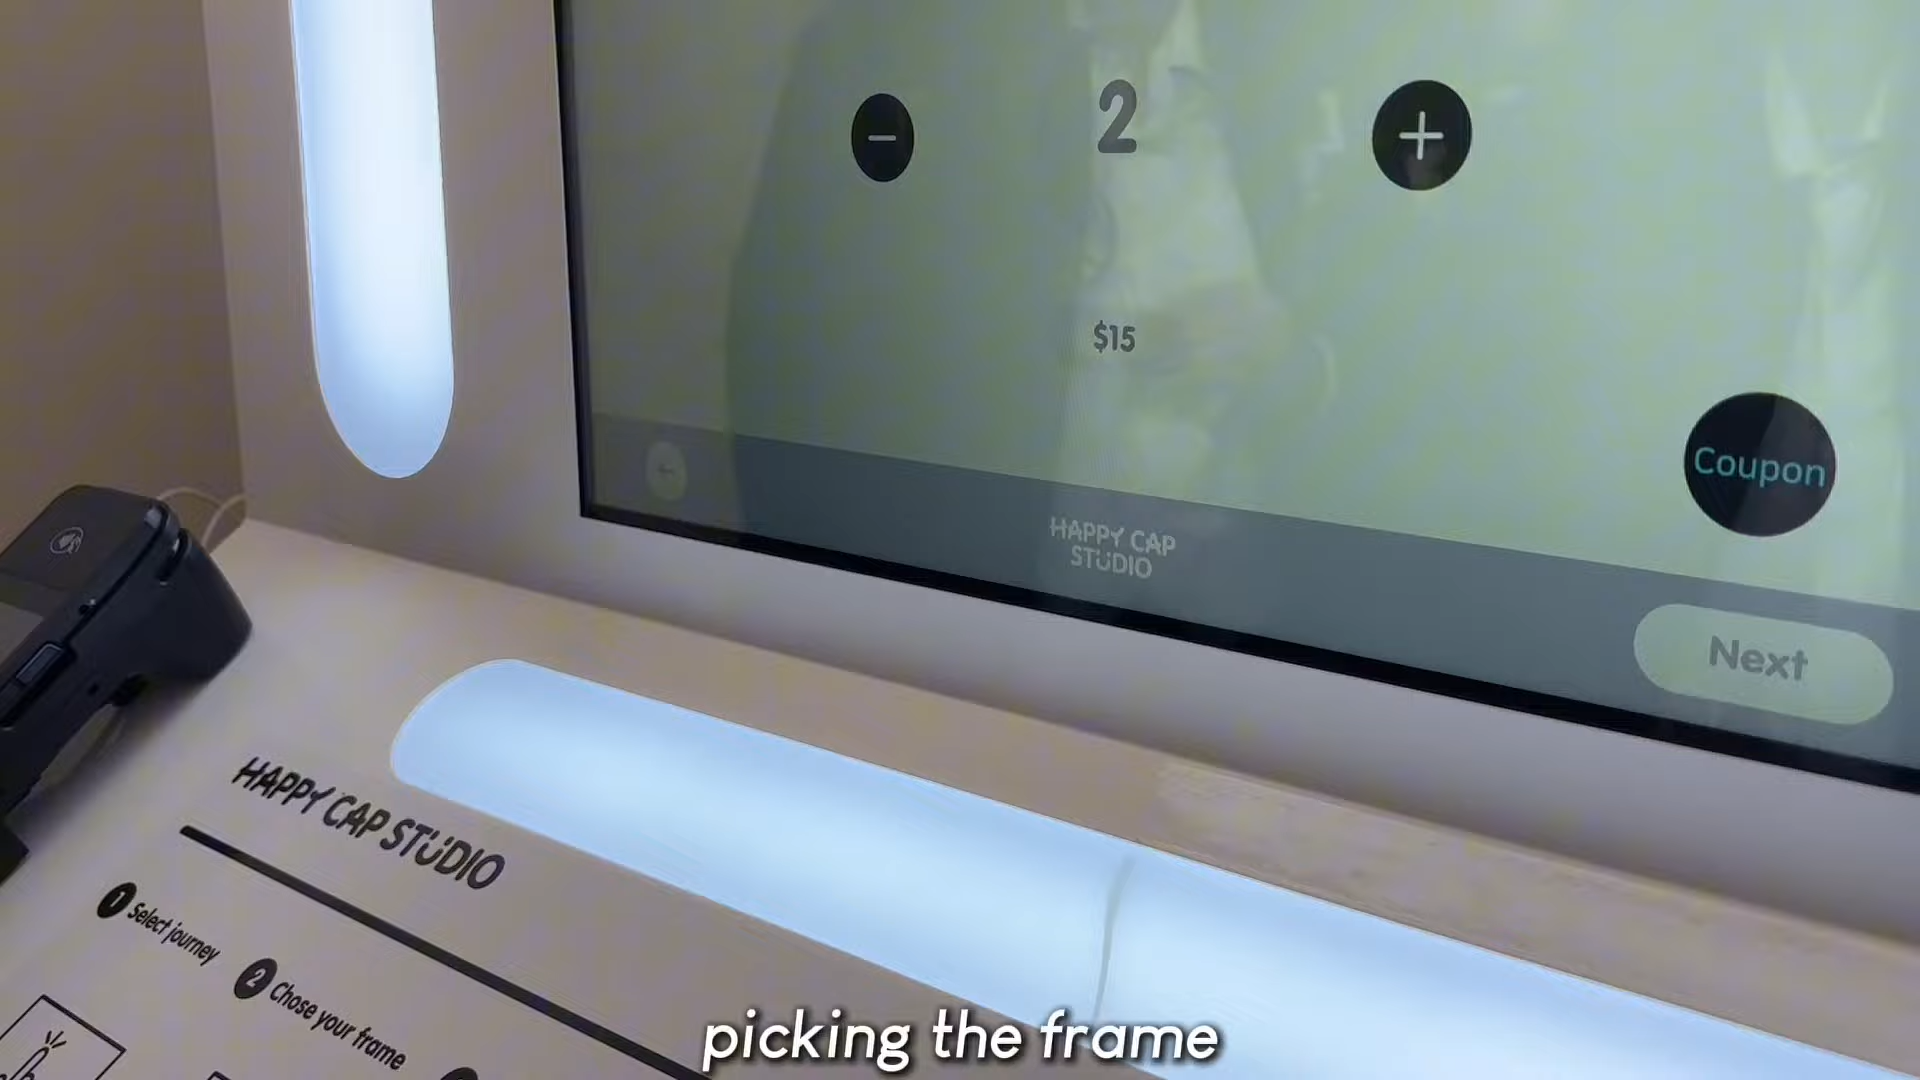 2
$15
Coupon
HAPPY CAP
STUDIO
Next
HAPPY CAP STUDIO
1 Select journey
2 Chose your frame
picking the frame